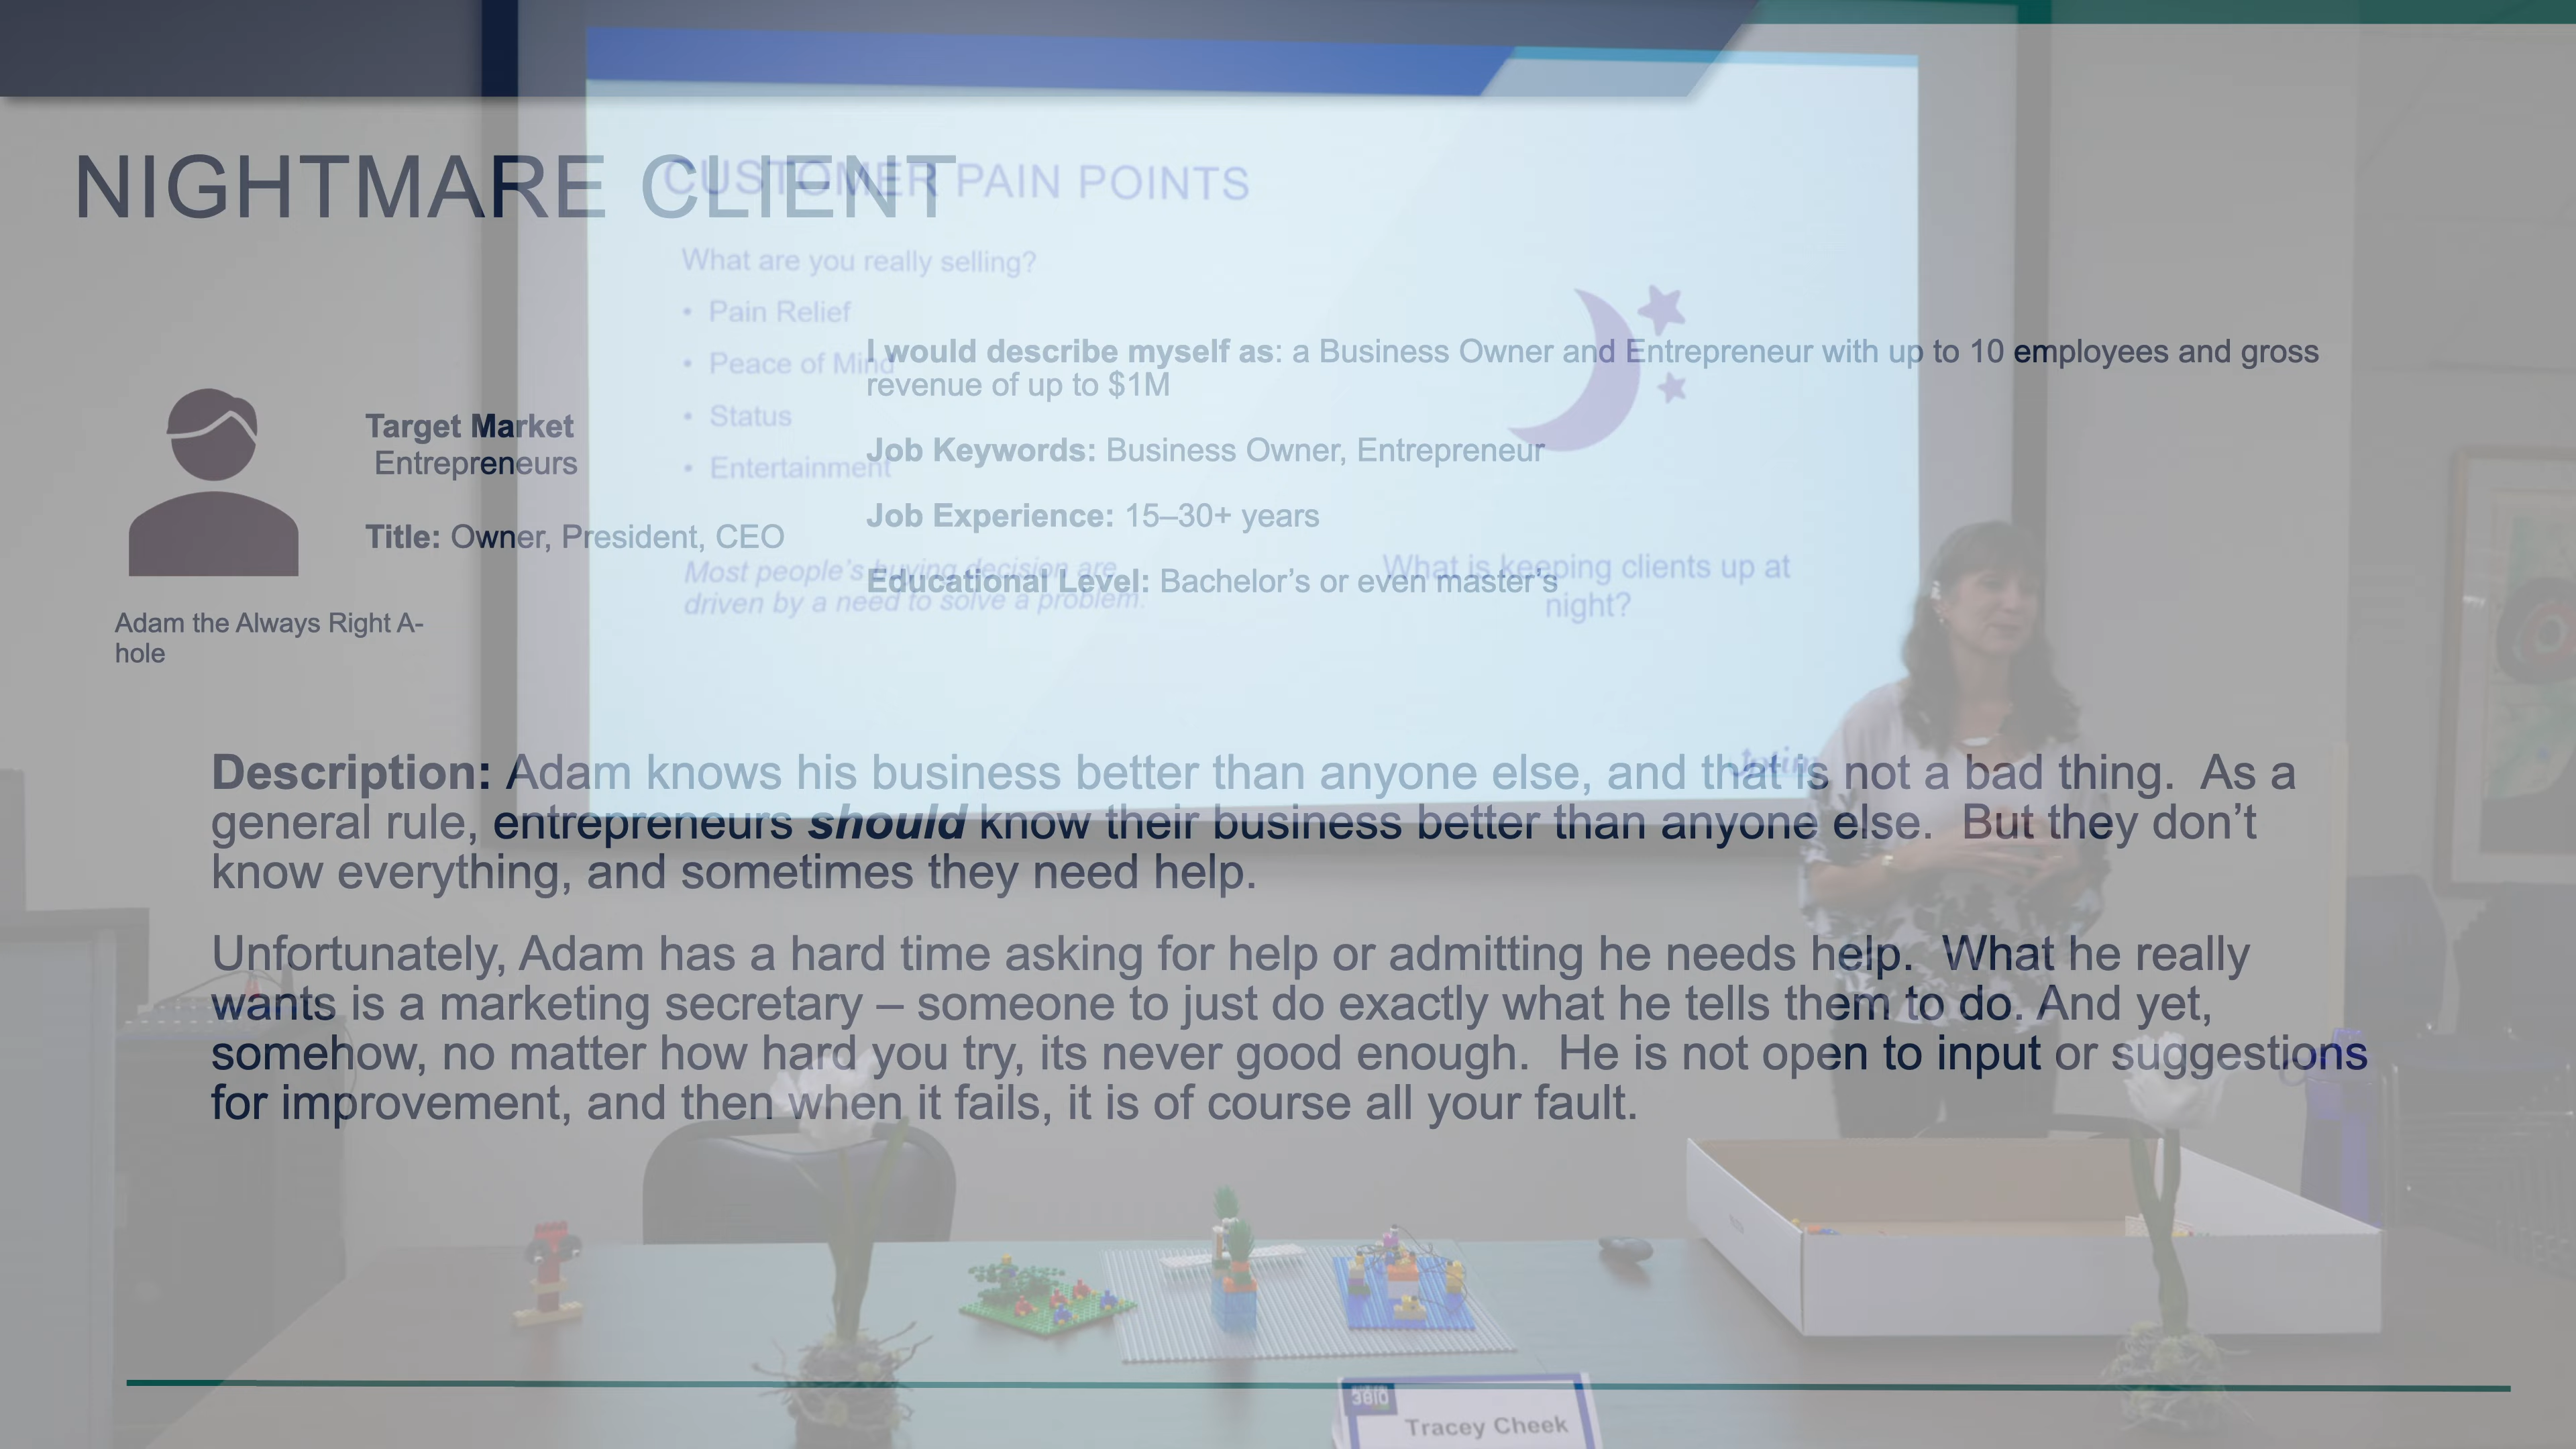 NIGHTMARE CLIENT
Target Market
Entrepreneurs
Title: Owner, President, CEO
Adam the Always Right A-
hole
I would describe myself as: a Business Owner and Entrepreneur with up to 10 employees and gross
revenue of up to $1M
Job Keywords: Business Owner, Entrepreneur
Job Experience: 15–30+ years
Educational Level: Bachelor’s or even master’s
Description: Adam knows his business better than anyone else, and that is not a bad thing.  As a
general rule, entrepreneurs should know their business better than anyone else.  But they don’t
know everything, and sometimes they need help.
Unfortunately, Adam has a hard time asking for help or admitting he needs help.  What he really
wants is a marketing secretary – someone to just do exactly what he tells them to do. And yet,
somehow, no matter how hard you try, its never good enough.  He is not open to input or suggestions
for improvement, and then when it fails, it is of course all your fault.
CUSTOMER PAIN POINTS
What are you really selling?
• Pain Relief
• Peace of Mind
• Status
• Entertainment
Most people’s buying decision are
driven by a need to solve a problem.
What is keeping clients up at
night?
3810
Tracey Cheek